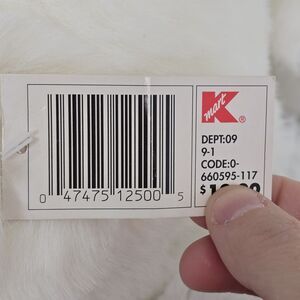 K
mart ®
DEPT:09
9-1
CODE:0-
660595-117
$
0 47475 12500 5